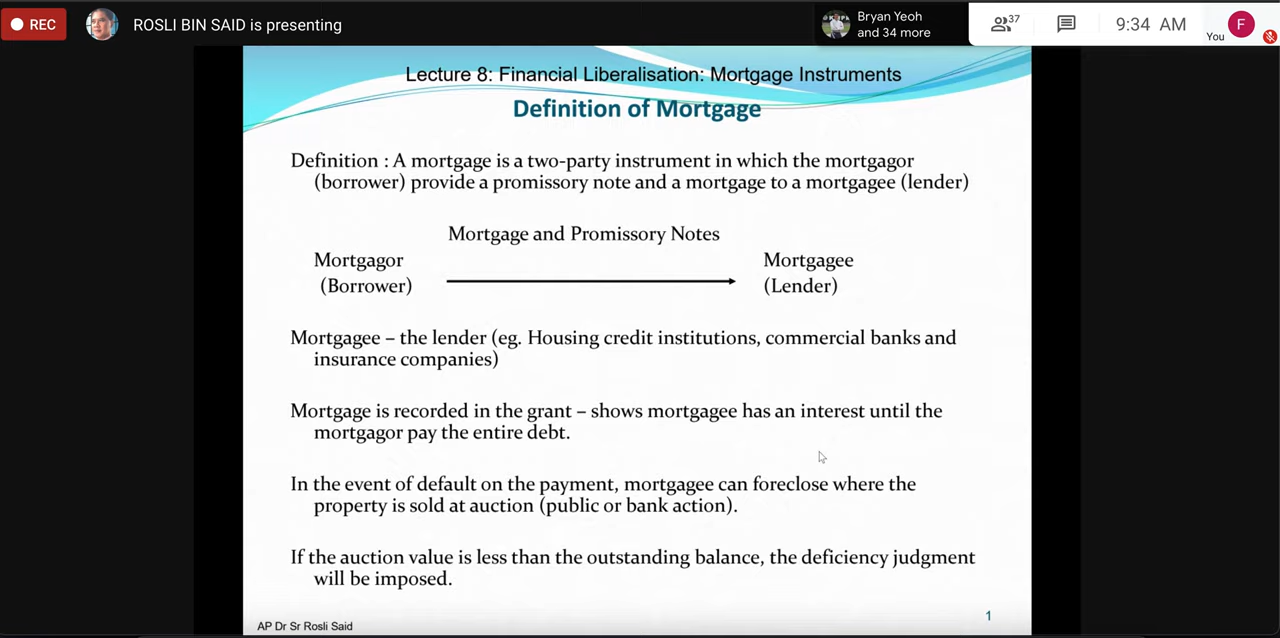 REC
ROSLI BIN SAID is presenting
Bryan Yeoh
and 34 more
37
9:34 AM
You
F
Lecture 8: Financial Liberalisation: Mortgage Instruments
Definition of Mortgage
Definition : A mortgage is a two-party instrument in which the mortgagor
(borrower) provide a promissory note and a mortgage to a mortgagee (lender)
Mortgage and Promissory Notes
Mortgagor
(Borrower)
Mortgagee
(Lender)
Mortgagee – the lender (eg. Housing credit institutions, commercial banks and
insurance companies)
Mortgage is recorded in the grant – shows mortgagee has an interest until the
mortgagor pay the entire debt.
In the event of default on the payment, mortgagee can foreclose where the
property is sold at auction (public or bank action).
If the auction value is less than the outstanding balance, the deficiency judgment
will be imposed.
1
AP Dr Sr Rosli Said